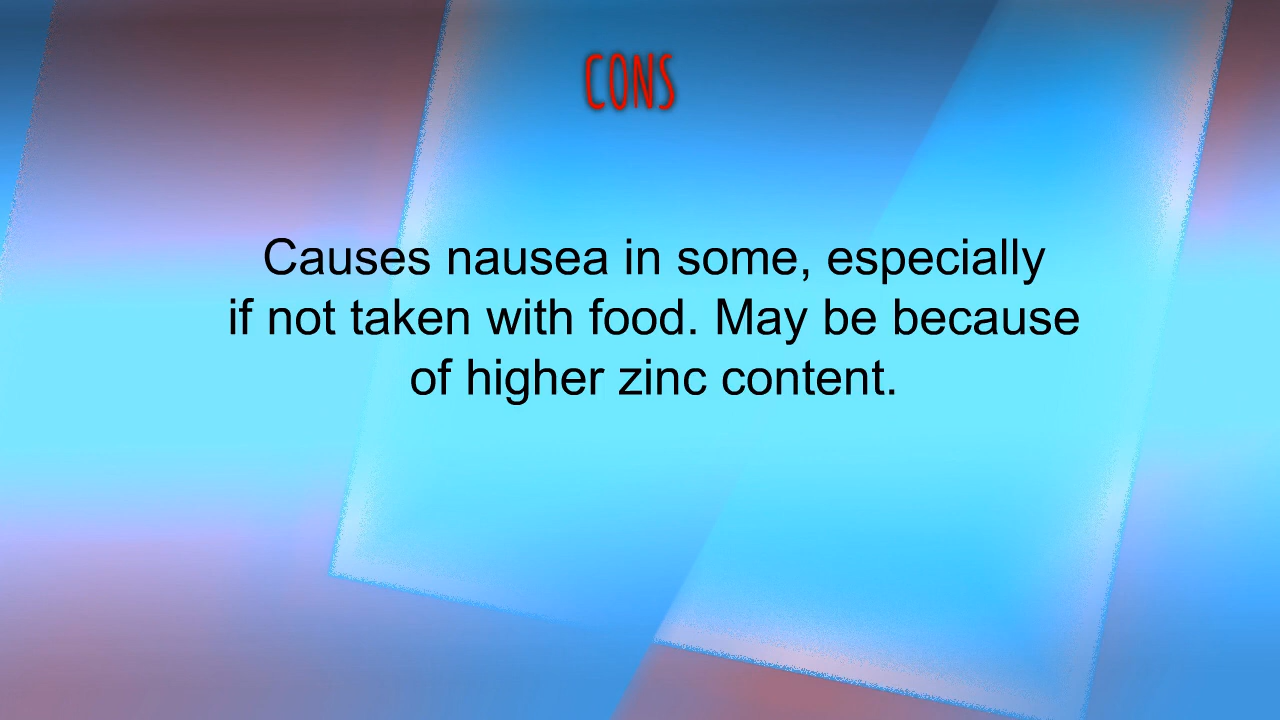 CONS
Causes nausea in some, especially
if not taken with food. May be because
of higher zinc content.